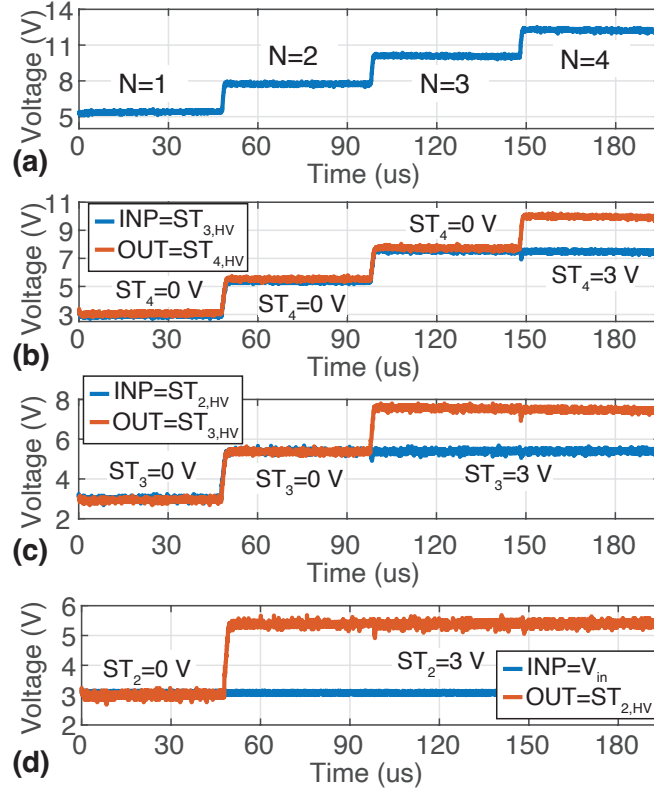 14
11
8
5
Voltage (V)
N=1
N=2
N=3
N=4
0 30 60 90 120 150 180
Time (us)
(a)
11
9
7
5
3
Voltage (V)
INP=ST3,HV
OUT=ST4,HV
ST4=0 V
ST4=0 V
ST4=0 V
ST4=3 V
0 30 60 90 120 150 180
Time (us)
(b)
8
6
4
2
Voltage (V)
INP=ST2,HV
OUT=ST3,HV
ST3=0 V
ST3=0 V
ST3=3 V
0 30 60 90 120 150 180
Time (us)
(c)
6
5
4
3
2
Voltage (V)
ST2=0 V
ST2=3 V
INP=Vin
OUT=ST2,HV
0 30 60 90 120 150 180
Time (us)
(d)